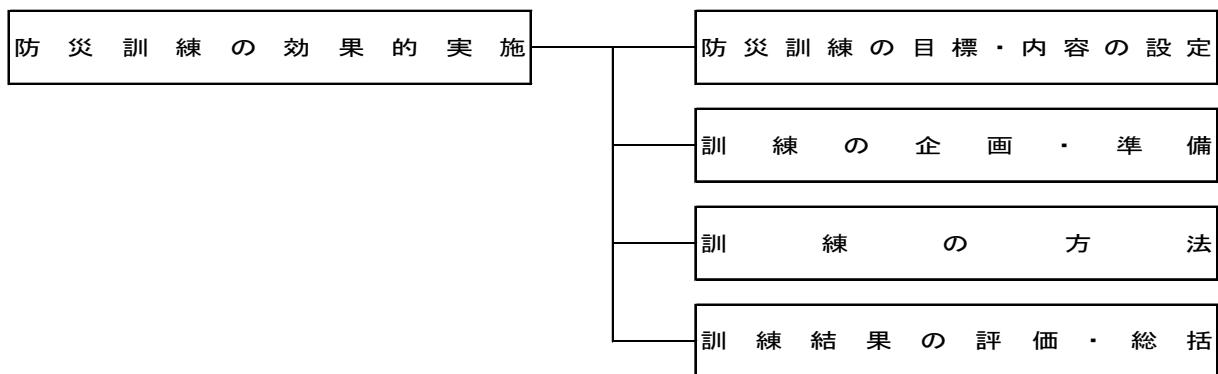 防災訓練の効果的実施
防災訓練の目標・内容の設定
訓練の企画・準備
訓練の方法
訓練結果の評価・総括